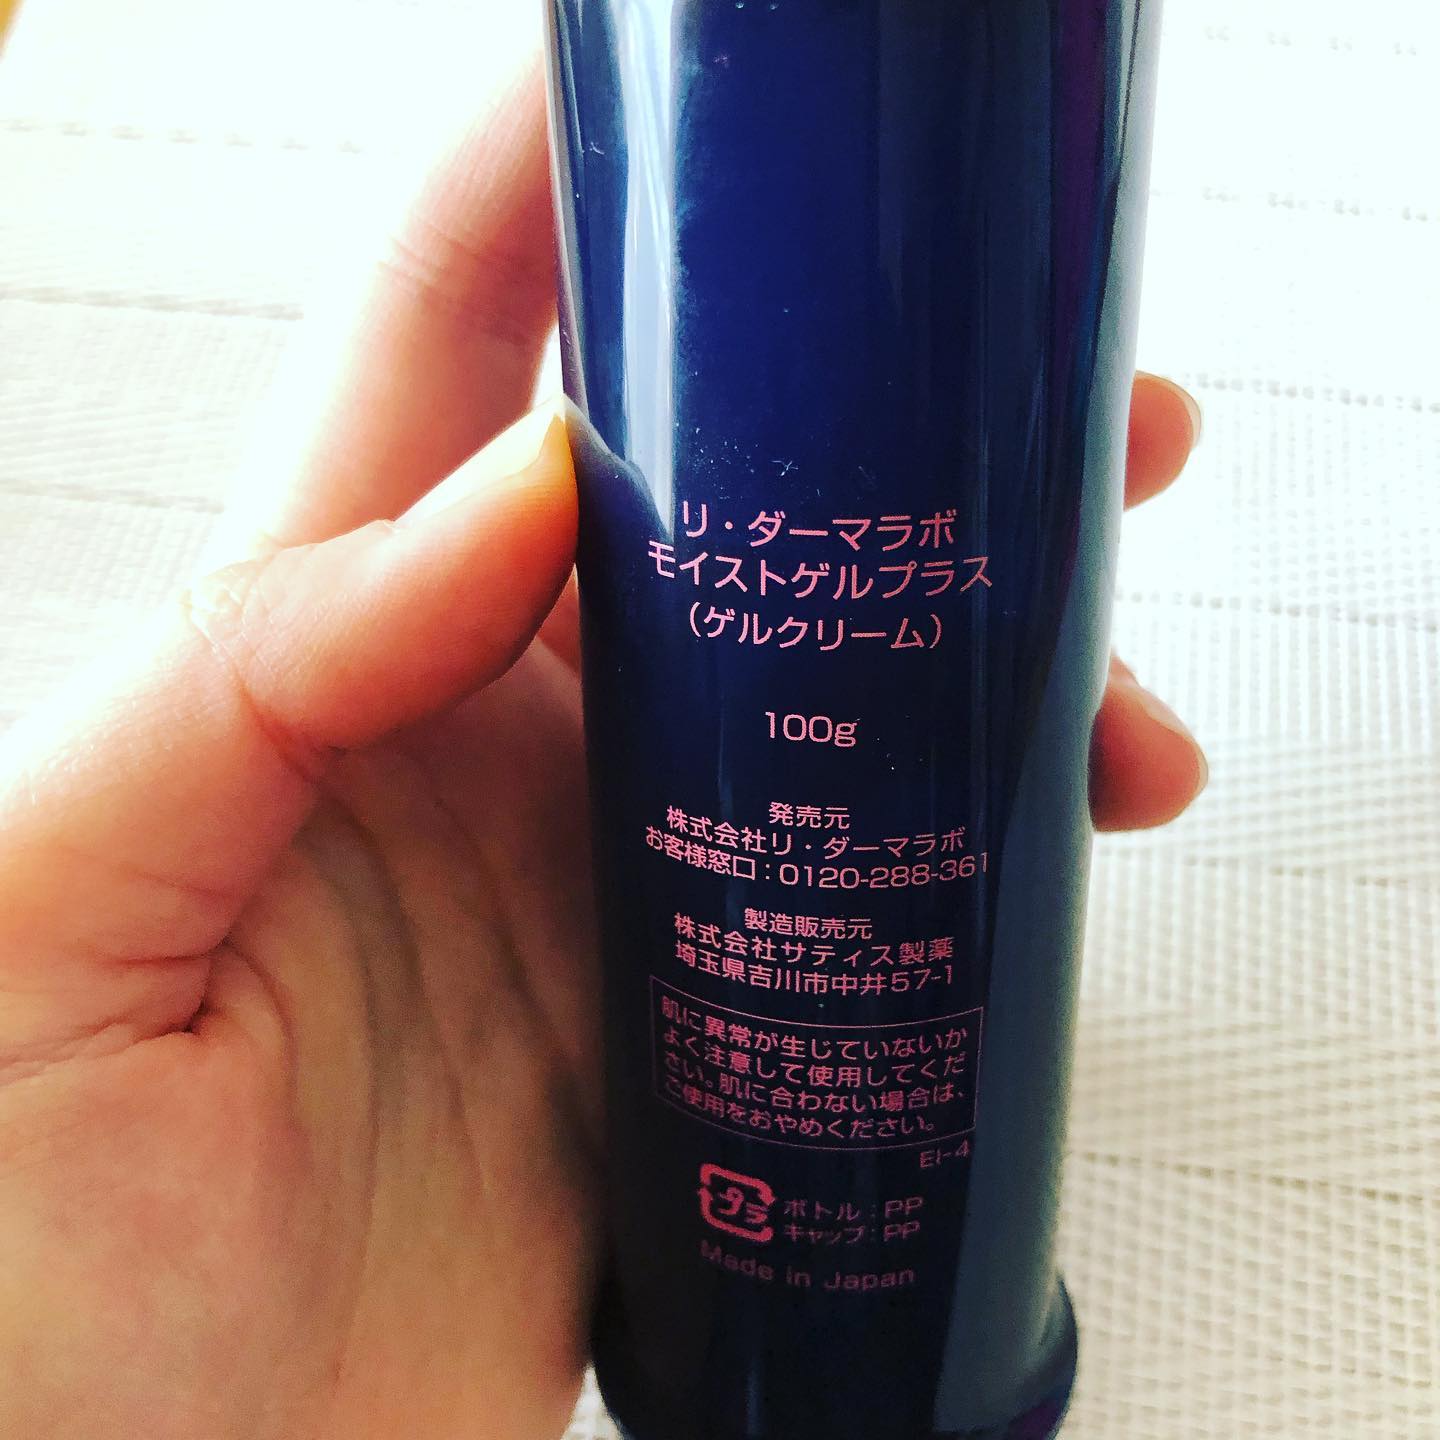 リ・ダーマラボ
モイストゲルプラス
（ゲルクリーム）
100g
発売元
株式会社リ・ダーマラボ
お客様窓口：0120-288-361
製造販売元
株式会社サティス製薬
埼玉県吉川市中井57-1
肌に異常が生じていないか
よく注意して使用してくだ
さい。肌に合わない場合は、
ご使用をおやめください。
EI-4
プラ
ボトル：PP
キャップ：PP
Made in Japan